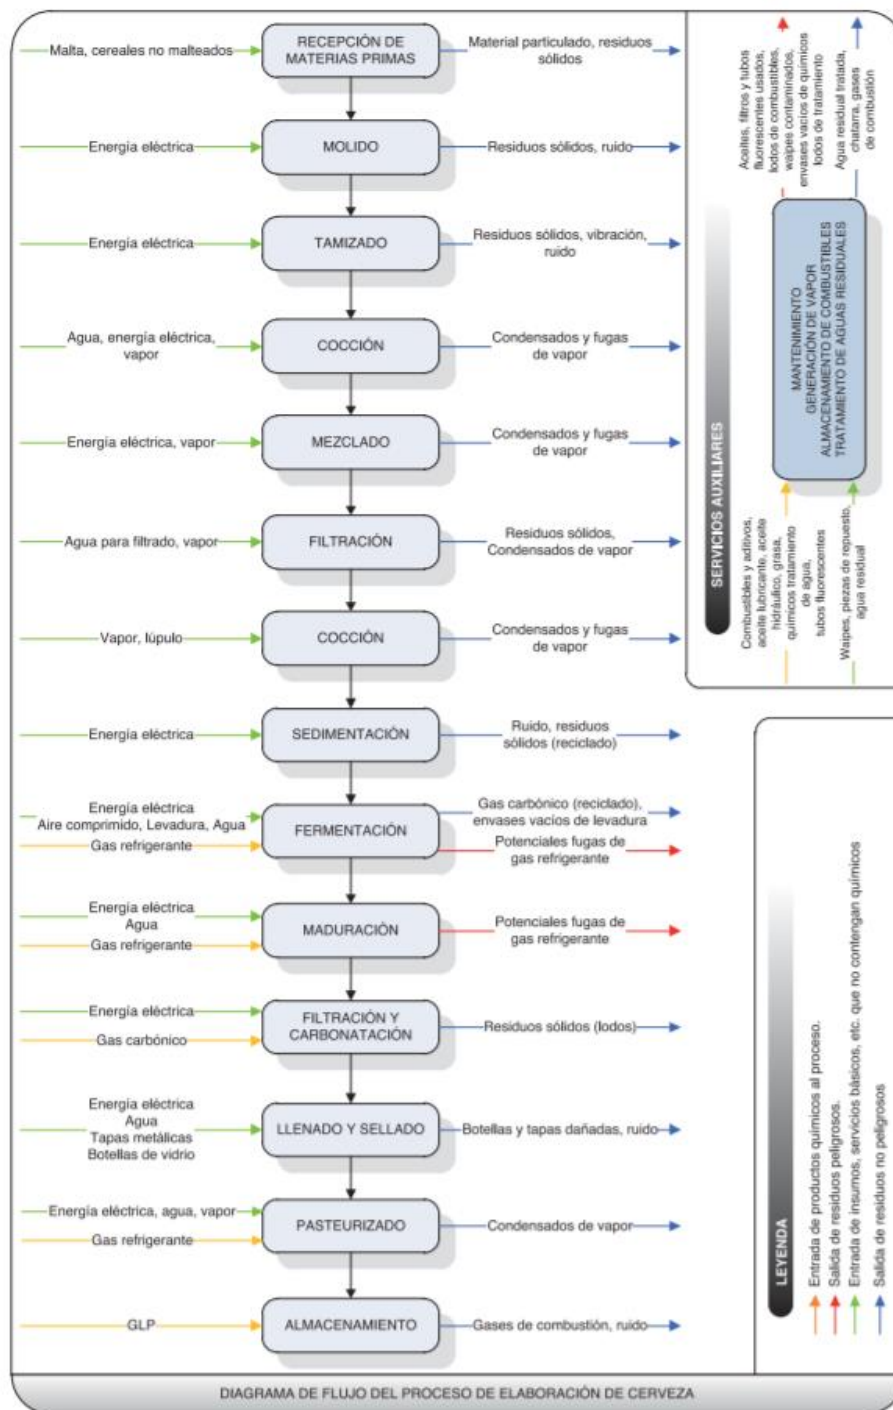 Malta, cereales no malteados
RECEPCIÓN DE
MATERIAS PRIMAS
Material particulado, residuos
sólidos
Energía eléctrica
MOLIDO
Residuos sólidos, ruido
Energía eléctrica
TAMIZADO
Residuos sólidos, vibración,
ruido
Agua, energía eléctrica,
vapor
COCCIÓN
Condensados y fugas
de vapor
Energía eléctrica, vapor
MEZCLADO
Condensados y fugas
de vapor
Agua para filtrado, vapor
FILTRACIÓN
Residuos sólidos,
Condensados de vapor
Vapor, lúpulo
COCCIÓN
Condensados y fugas
de vapor
Energía eléctrica
SEDIMENTACIÓN
Ruido, residuos
sólidos (reciclado)
Energía eléctrica
Aire comprimido, Levadura, Agua
Gas refrigerante
FERMENTACIÓN
Gas carbónico (reciclado),
envases vacíos de levadura
Potenciales fugas de
gas refrigerante
Energía eléctrica
Agua
Gas refrigerante
MADURACIÓN
Potenciales fugas de
gas refrigerante
Energía eléctrica
Gas carbónico
FILTRACIÓN Y
CARBONATACIÓN
Residuos sólidos (lodos)
Energía eléctrica
Agua
Tapas metálicas
Botellas de vidrio
LLENADO Y SELLADO
Botellas y tapas dañadas, ruido
Energía eléctrica, agua, vapor
Gas refrigerante
PASTEURIZADO
Condensados de vapor
GLP
ALMACENAMIENTO
Gases de combustión, ruido
SERVICIOS AUXILIARES
Combustibles y aditivos,
aceite lubricante, aceite
hidráulico, grasa,
químicos tratamiento
de agua,
tubos fluorescentes
Waipes, piezas de repuesto,
agua residual
MANTENIMIENTO
GENERACIÓN DE VAPOR
ALMACENAMIENTO DE COMBUSTIBLES
TRATAMIENTO DE AGUAS RESIDUALES
Aceites, filtros y tubos
fluorescentes usados,
lodos de combustibles,
waipes contaminados,
envases vacíos de químicos
lodos de tratamiento
Agua residual tratada,
chatarra, gases
de combustión
LEYENDA
Entrada de productos químicos al proceso.
Salida de residuos peligrosos.
Entrada de insumos, servicios básicos, etc. que no contengan químicos
Salida de residuos no peligrosos
DIAGRAMA DE FLUJO DEL PROCESO DE ELABORACIÓN DE CERVEZA